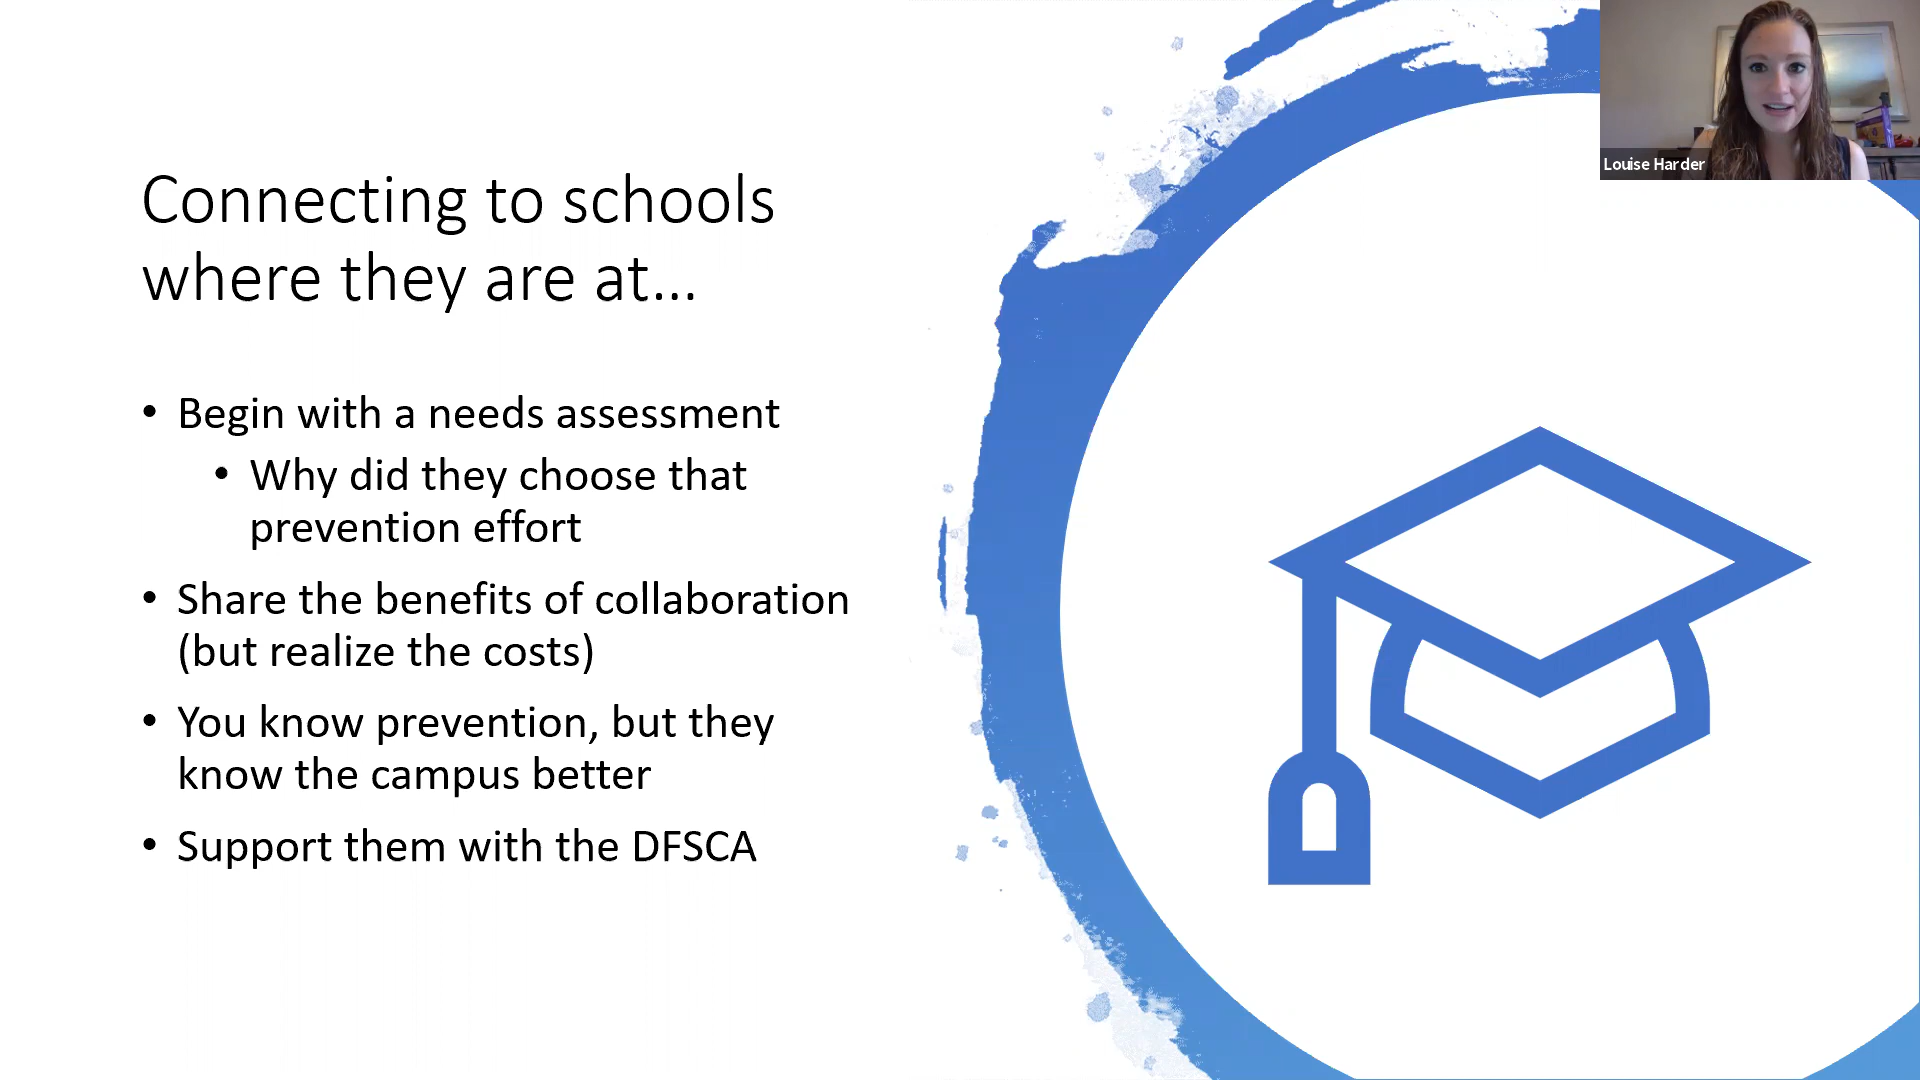 Connecting to schools
where they are at...
• Begin with a needs assessment
• Why did they choose that
prevention effort
• Share the benefits of collaboration
(but realize the costs)
• You know prevention, but they
know the campus better
• Support them with the DFSCA
Louise Harder